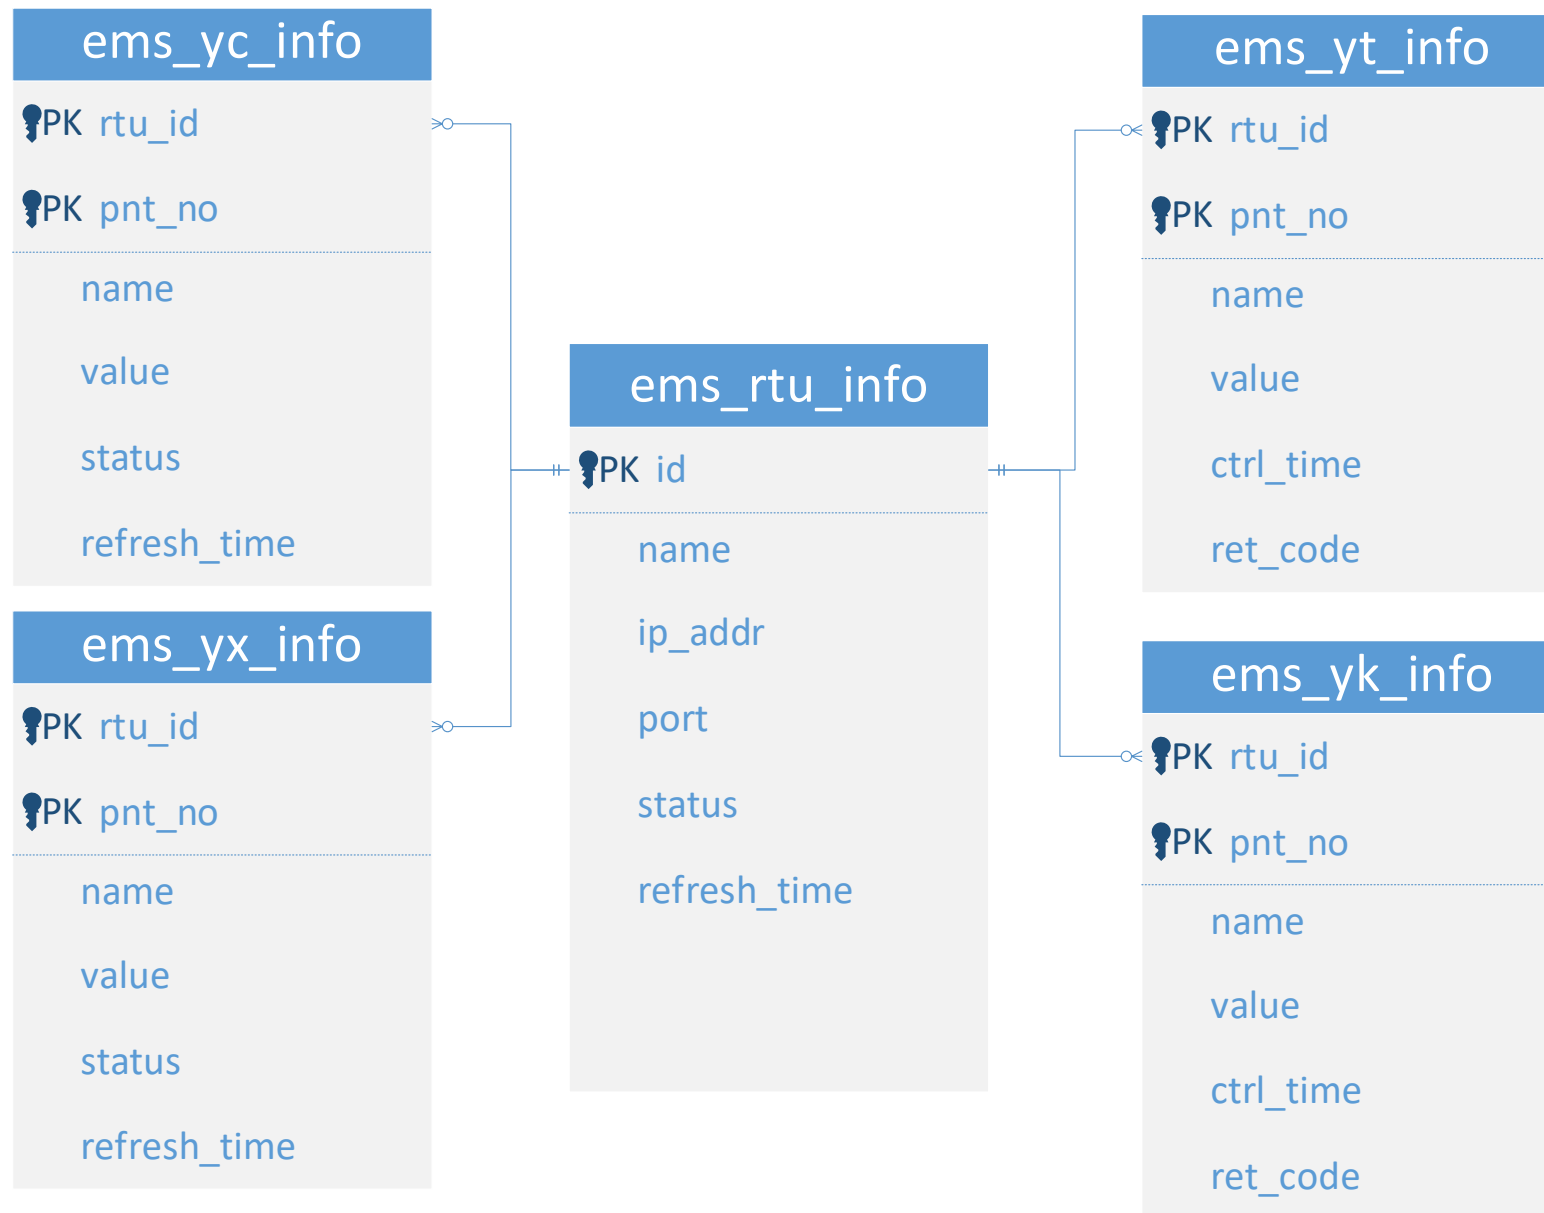 ems_yc_info
PK rtu_id
PK pnt_no
name
value
status
refresh_time
ems_yx_info
PK rtu_id
PK pnt_no
name
value
status
refresh_time
ems_rtu_info
PK id
name
ip_addr
port
status
refresh_time
ems_yt_info
PK rtu_id
PK pnt_no
name
value
ctrl_time
ret_code
ems_yk_info
PK rtu_id
PK pnt_no
name
value
ctrl_time
ret_code